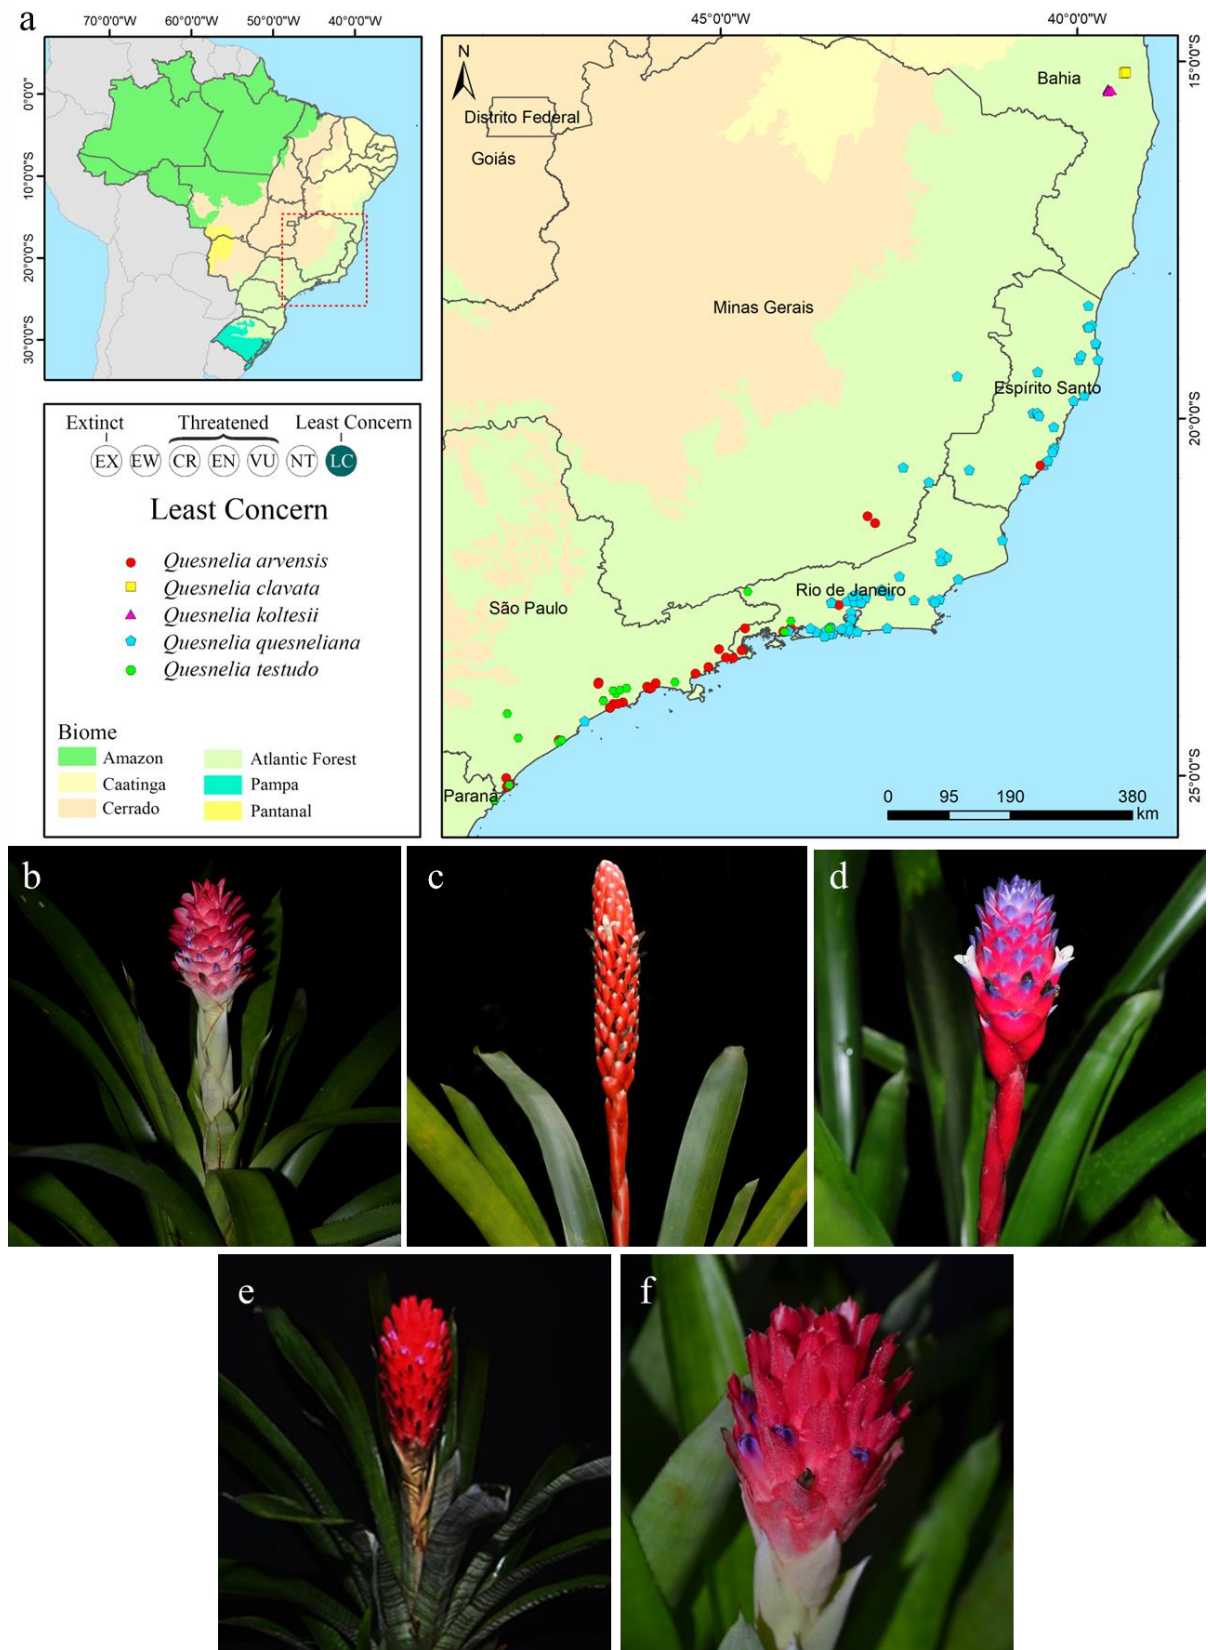 a
70°0'0"W 60°0'0"W 50°0'0"W 40°0'0"W
0°0'0"
10°0'0"S
20°0'0"S
30°0'0"S
45°0'0"W 40°0'0"W
15°0'0"S
20°0'0"S
25°0'0"S
N
Bahia
Distrito Federal
Goiás
Minas Gerais
Espírito Santo
Rio de Janeiro
São Paulo
Paraná
0 95 190 380
km
Extinct Threatened Least Concern
EX EW CR EN VU NT LC
Least Concern
Quesnelia arvensis
Quesnelia clavata
Quesnelia koltesii
Quesnelia quesneliana
Quesnelia testudo
Biome
Amazon Atlantic Forest
Caatinga Pampa
Cerrado Pantanal
b c d
e f